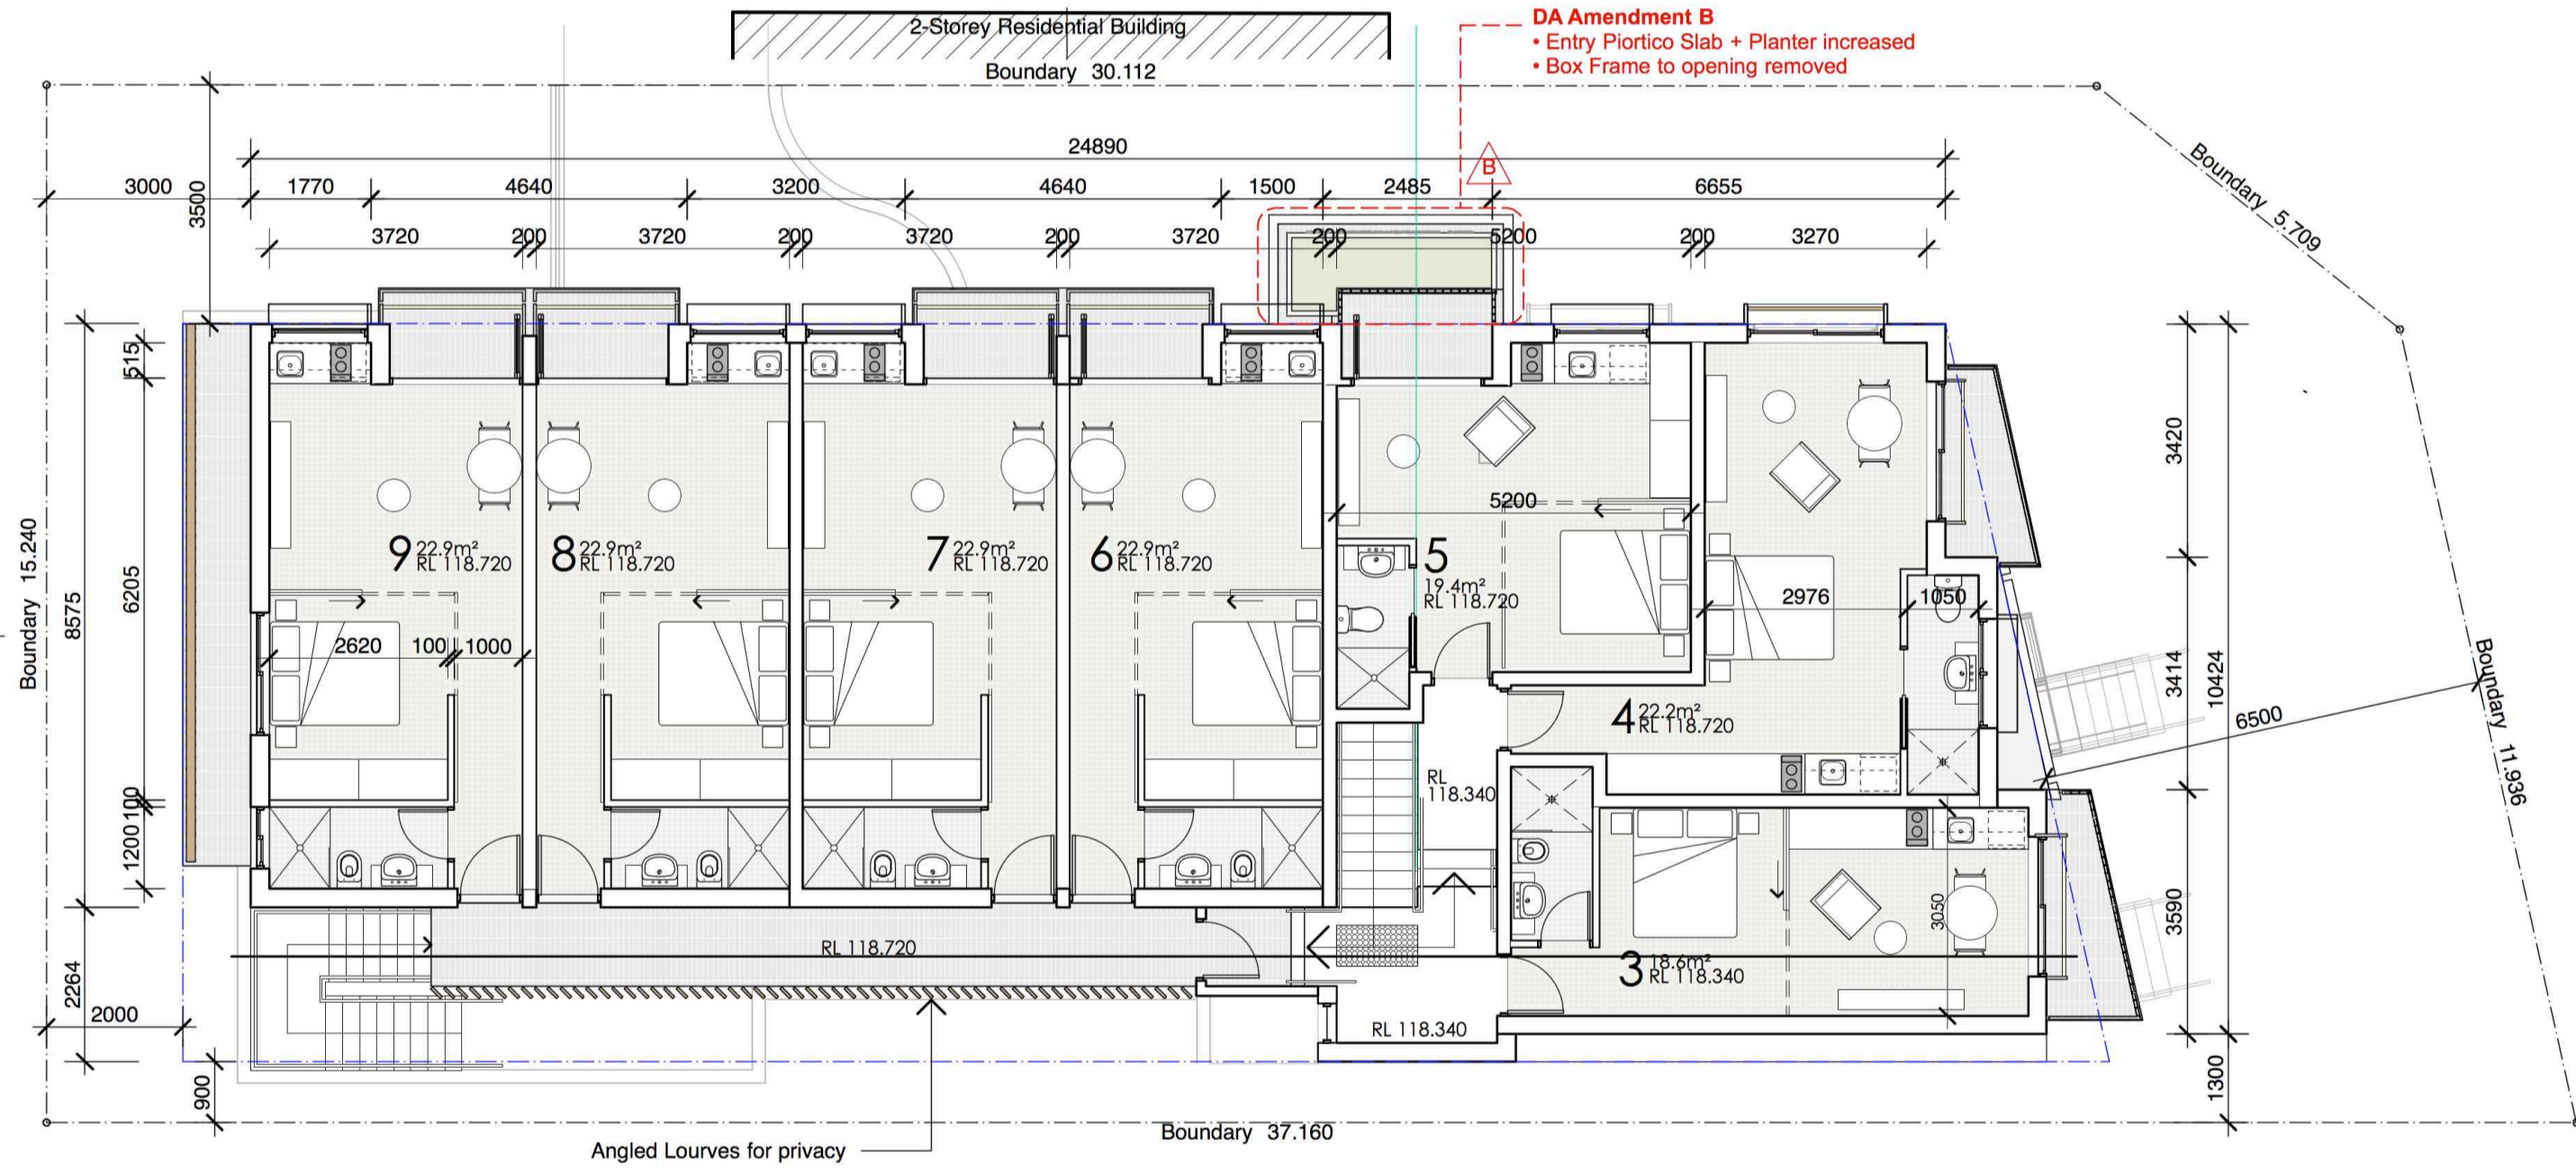 2-Storey Residential Building
DA Amendment B
• Entry Piortico Slab + Planter increased
• Box Frame to opening removed
Boundary 30.112
Boundary 5.709
24890
B
3000
3500
1770
4640
3200
4640
1500
2485
6655
3720
200
3720
200
3720
200
3720
200
5200
200
3270
515
6205
100
1200
8575
2264
Boundary 15.240
3420
3414
3590
10424
5200
9 22.9m²
RL 118.720
8 22.9m²
RL 118.720
7 22.9m²
RL 118.720
6 22.9m²
RL 118.720
5
19.4m²
RL 118.720
2976
1050
2620
100
1000
4 22.2m²
RL 118.720
6500
Boundary 11.936
RL
118.340
3050
RL 118.720
3 18.6m²
RL 118.340
RL 118.340
2000
900
1300
Boundary 37.160
Angled Lourves for privacy